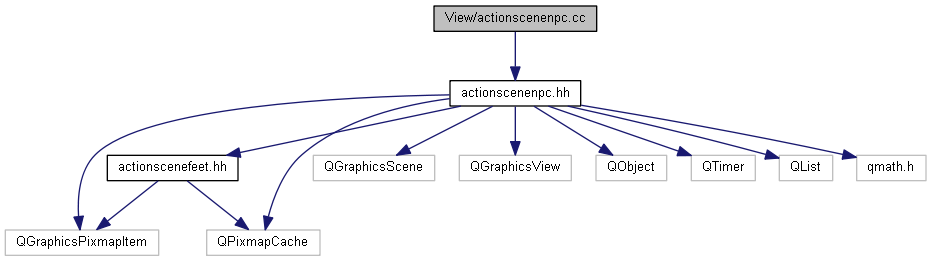 View/actionscenenpc.cc
actionscenenpc.hh
actionscenefeet.hh
QGraphicsScene
QGraphicsView
QObject
QTimer
QList
qmath.h
QGraphicsPixmapItem
QPixmapCache